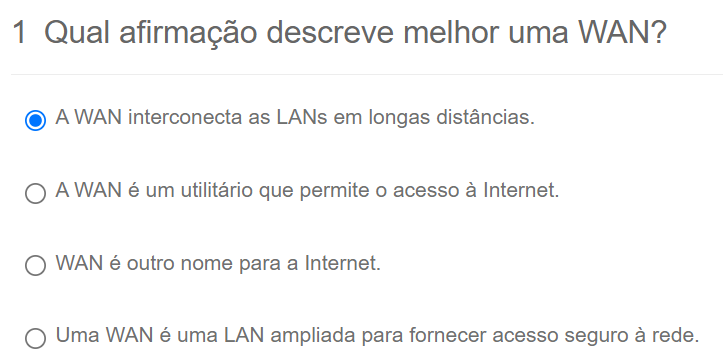 1 Qual afirmação descreve melhor uma WAN?
A WAN interconecta as LANs em longas distâncias.
A WAN é um utilitário que permite o acesso à Internet.
WAN é outro nome para a Internet.
Uma WAN é uma LAN ampliada para fornecer acesso seguro à rede.